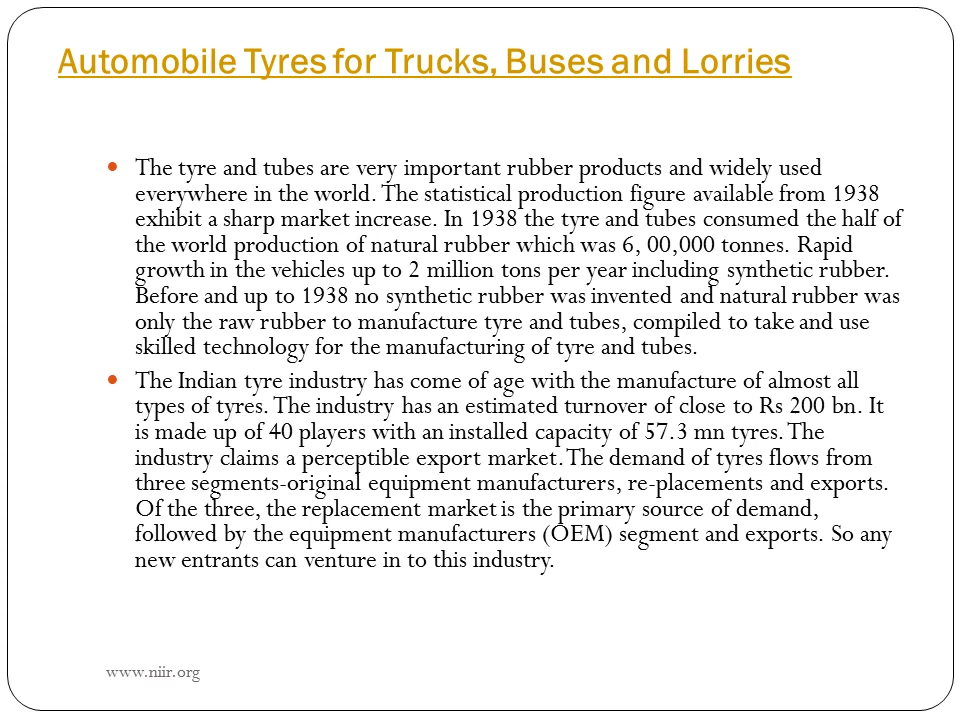 Automobile Tyres for Trucks, Buses and Lorries
The tyre and tubes are very important rubber products and widely used
everywhere in the world. The statistical production figure available from 1938
exhibit a sharp market increase. In 1938 the tyre and tubes consumed the half of
the world production of natural rubber which was 6, 00,000 tonnes. Rapid
growth in the vehicles up to 2 million tons per year including synthetic rubber.
Before and up to 1938 no synthetic rubber was invented and natural rubber was
only the raw rubber to manufacture tyre and tubes, compiled to take and use
skilled technology for the manufacturing of tyre and tubes.
The Indian tyre industry has come of age with the manufacture of almost all
types of tyres. The industry has an estimated turnover of close to Rs 200 bn. It
is made up of 40 players with an installed capacity of 57.3 mn tyres. The
industry claims a perceptible export market. The demand of tyres flows from
three segments-original equipment manufacturers, re-placements and exports.
Of the three, the replacement market is the primary source of demand,
followed by the equipment manufacturers (OEM) segment and exports. So any
new entrants can venture in to this industry.
www.niir.org